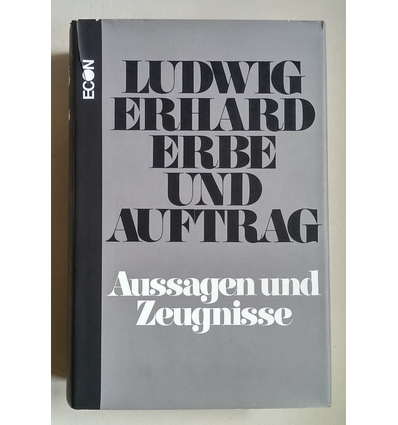 ECON
LUDWIG
ERHARD
ERBE
UND
AUFTRAG
Aussagen und
Zeugnisse